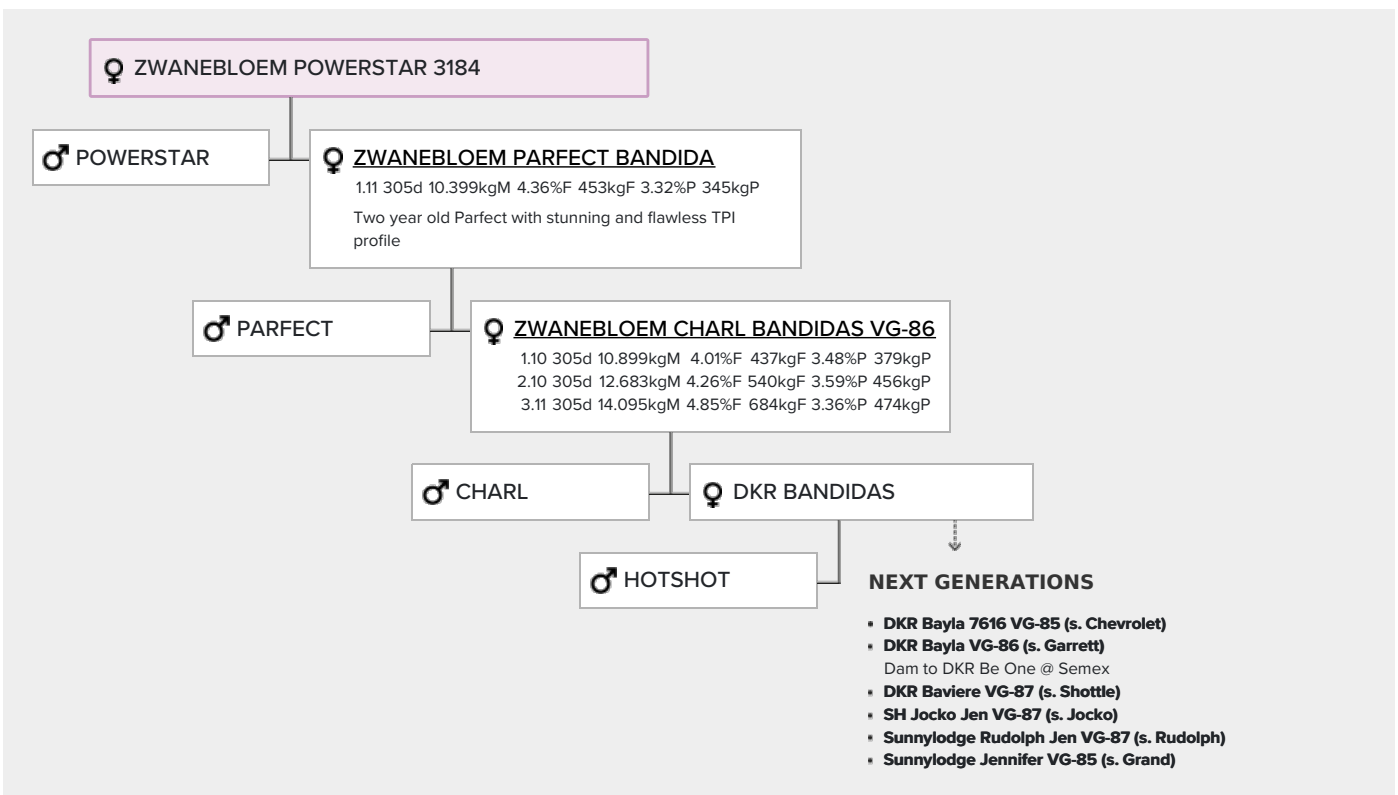 ZWANEBLOEM POWERSTAR 3184
POWERSTAR
ZWANEBLOEM PARFECT BANDIDA
1.11 305d 10.399kgM 4.36%F 453kgF 3.32%P 345kgP
Two year old Parfect with stunning and flawless TPI
profile
PARFECT
ZWANEBLOEM CHARL BANDIDAS VG-86
1.10 305d 10.899kgM 4.01%F 437kgF 3.48%P 379kgP
2.10 305d 12.683kgM 4.26%F 540kgF 3.59%P 456kgP
3.11 305d 14.095kgM 4.85%F 684kgF 3.36%P 474kgP
CHARL
DKR BANDIDAS
HOTSHOT
NEXT GENERATIONS
DKR Bayla 7616 VG-85 (s. Chevrolet)
DKR Bayla VG-86 (s. Garrett)
Dam to DKR Be One @ Semex
DKR Baviere VG-87 (s. Shottle)
SH Jocko Jen VG-87 (s. Jocko)
Sunnylodge Rudolph Jen VG-87 (s. Rudolph)
Sunnylodge Jennifer VG-85 (s. Grand)